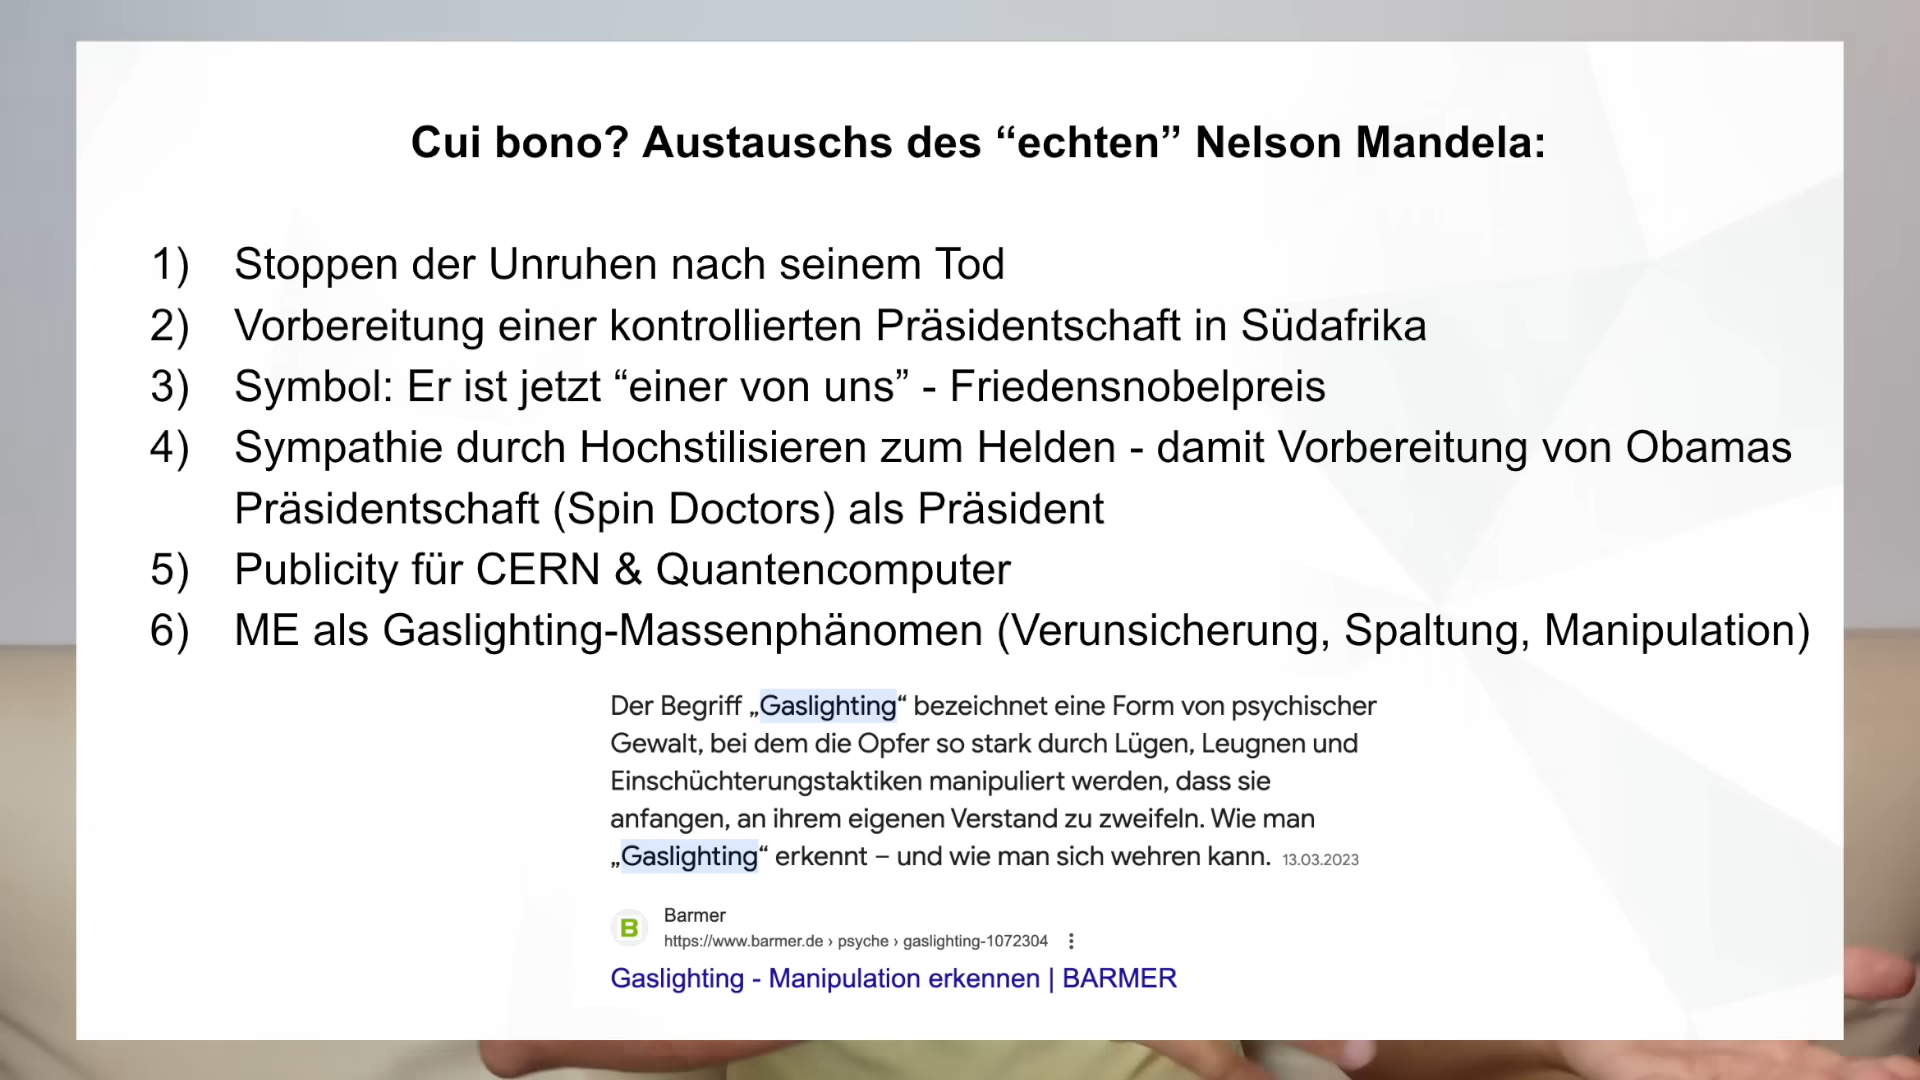 Cui bono? Austauschs des “echten” Nelson Mandela:
1) Stoppen der Unruhen nach seinem Tod
2) Vorbereitung einer kontrollierten Präsidentschaft in Südafrika
3) Symbol: Er ist jetzt “einer von uns” - Friedensnobelpreis
4) Sympathie durch Hochstilisieren zum Helden - damit Vorbereitung von Obamas
Präsidentschaft (Spin Doctors) als Präsident
5) Publicity für CERN & Quantencomputer
6) ME als Gaslighting-Massenphänomen (Verunsicherung, Spaltung, Manipulation)
Der Begriff „Gaslighting“ bezeichnet eine Form von psychischer
Gewalt, bei dem die Opfer so stark durch Lügen, Leugnen und
Einschüchterungstaktiken manipuliert werden, dass sie
anfangen, an ihrem eigenen Verstand zu zweifeln. Wie man
„Gaslighting“ erkennt – und wie man sich wehren kann. 13.03.2023
B
Barmer
https://www.barmer.de › psyche › gaslighting-1072304
Gaslighting - Manipulation erkennen | BARMER